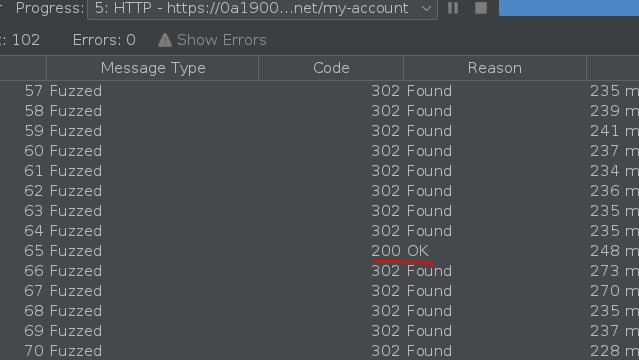 Progress: 5: HTTP - https://0a1900...net/my-account
: 102 Errors: 0 Show Errors
Message Type Code Reason
57 Fuzzed 302 Found 235 m
58 Fuzzed 302 Found 239 m
59 Fuzzed 302 Found 241 m
60 Fuzzed 302 Found 237 m
61 Fuzzed 302 Found 234 m
62 Fuzzed 302 Found 236 m
63 Fuzzed 302 Found 235 m
64 Fuzzed 302 Found 235 m
65 Fuzzed 200 OK 248 m
66 Fuzzed 302 Found 273 m
67 Fuzzed 302 Found 270 m
68 Fuzzed 302 Found 235 m
69 Fuzzed 302 Found 237 m
70 Fuzzed 302 Found 228 m